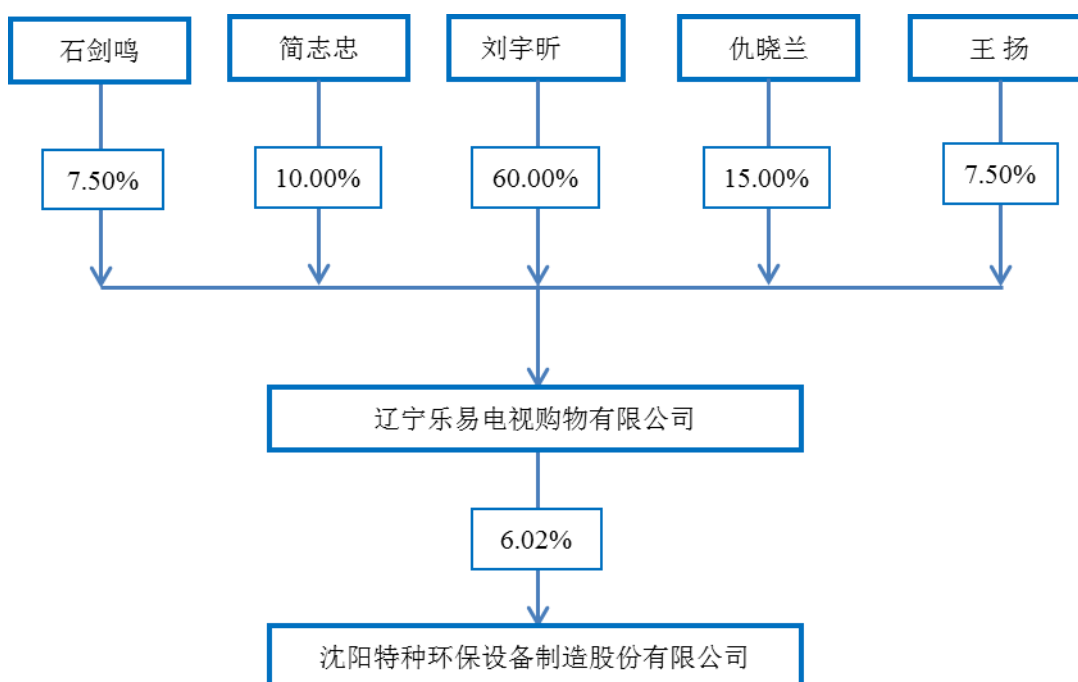 石剑鸣
简志忠
刘宇昕
仇晓兰
王 扬
7.50%
10.00%
60.00%
15.00%
7.50%
辽宁乐易电视购物有限公司
6.02%
沈阳特种环保设备制造股份有限公司